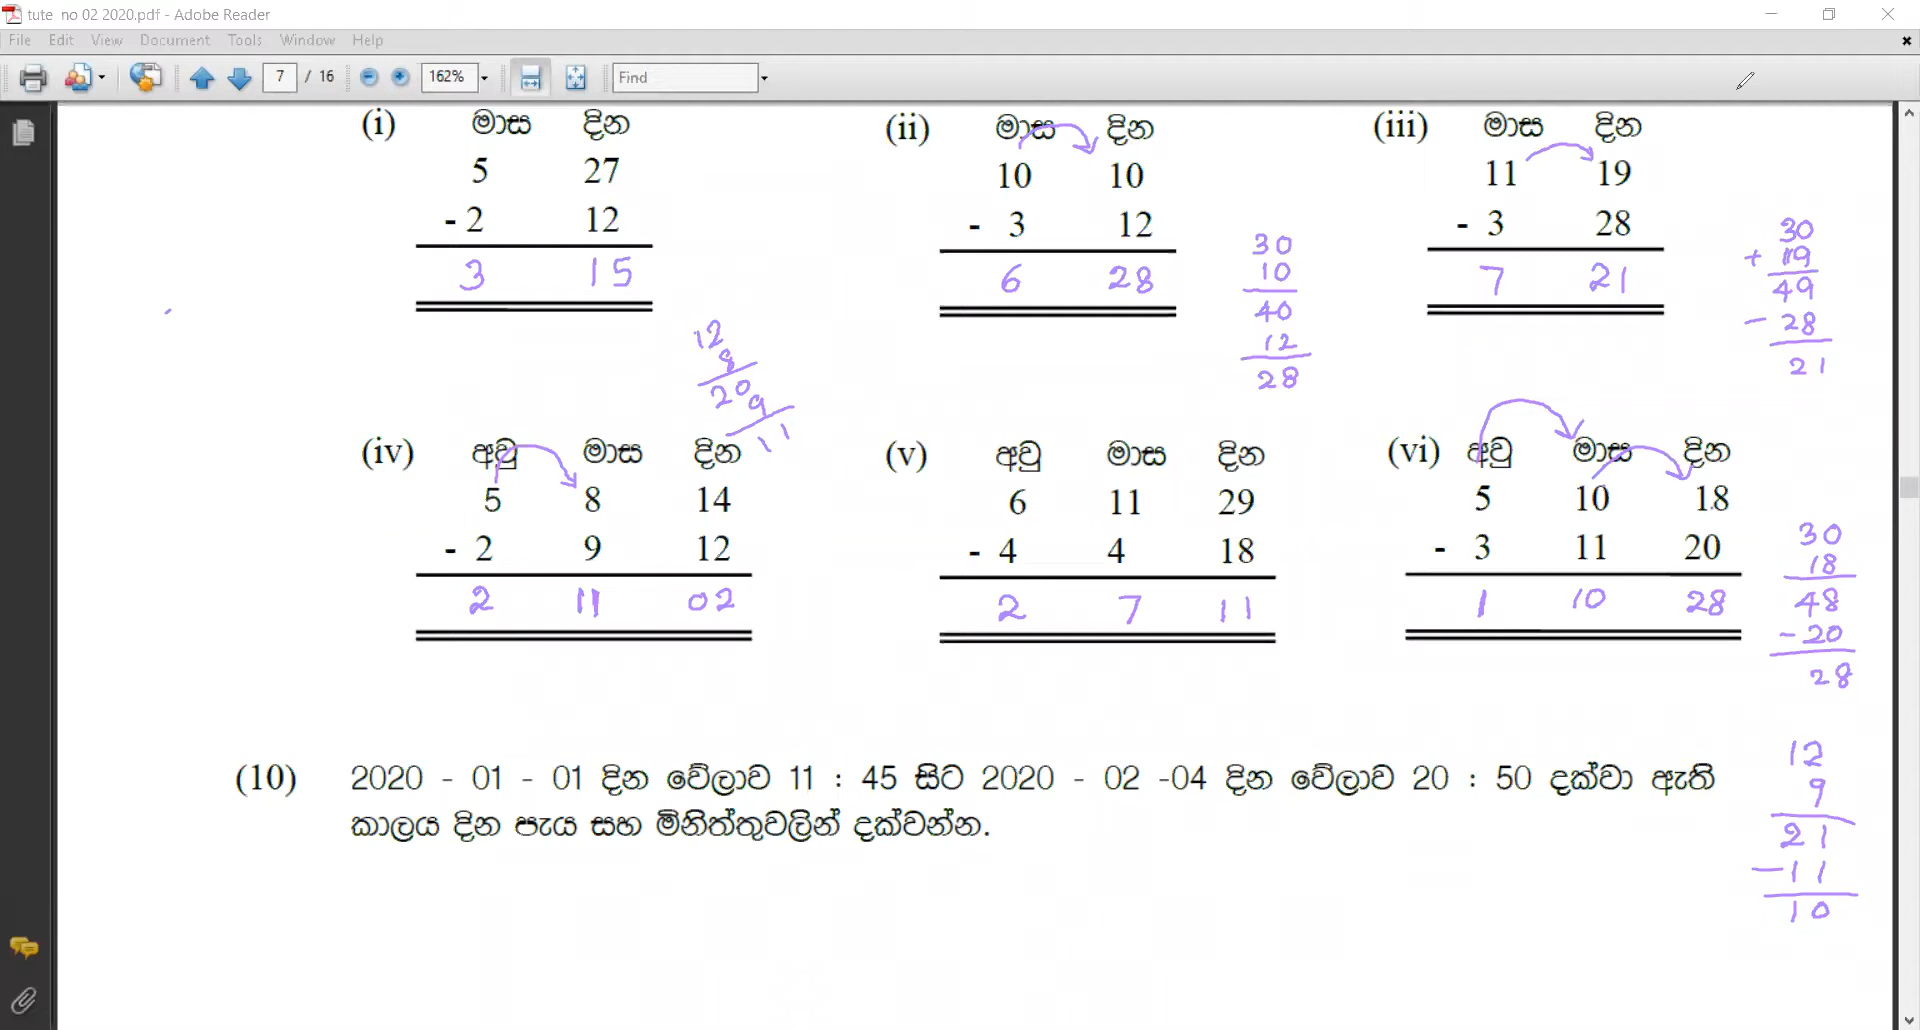 tute no 02 2020.pdf - Adobe Reader
File Edit View Document Tools Window Help
7 / 16 162% Find
(i) මාස දින
5 27
- 2 12
3 15
(ii) මාස දින
10 10
- 3 12
6 28
30
10
40
12
28
(iii) මාස දින
11 19
- 3 28
7 21
30
+ 19
49
- 28
21
12
8
20
9
11
(iv) අවු මාස දින
5 8 14
- 2 9 12
2 11 02
(v) අවු මාස දින
6 11 29
- 4 4 18
2 7 11
(vi) අවු මාස දින
5 10 18
- 3 11 20
1 10 28
30
18
48
- 20
28
12
9
21
- 11
10
(10) 2020 - 01 - 01 දින වේලාව 11 : 45 සිට 2020 - 02 -04 දින වේලාව 20 : 50 දක්වා ඇති
කාලය දින පැය සහ මිනිත්තුවලින් දක්වන්න.